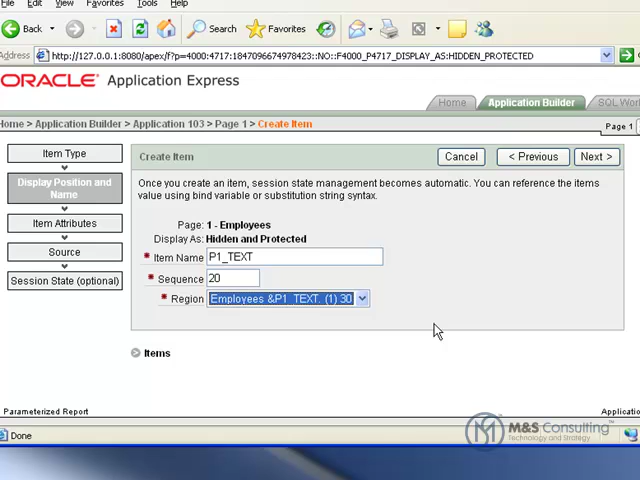 File Edit View Favorites Tools Help
Back Search Favorites
Address http://127.0.0.1:8080/apex/f?p=4000:4717:1847096674978423::NO::F4000_P4717_DISPLAY_AS:HIDDEN_PROTECTED
ORACLE Application Express
Home Application Builder SQL Wor
Home > Application Builder > Application 103 > Page 1 > Create Item
Page 1
Item Type
Display Position and Name
Item Attributes
Source
Session State (optional)
Create Item
Cancel < Previous Next >
Once you create an item, session state management becomes automatic. You can reference the items
value using bind variable or substitution string syntax.
Page: 1 - Employees
Display As: Hidden and Protected
* Item Name P1_TEXT
* Sequence 20
* Region Employees &P1_TEXT. (1) 30
Items
Parameterized Report
Applicatio
M&S Consulting
Technology and Strategy
Done